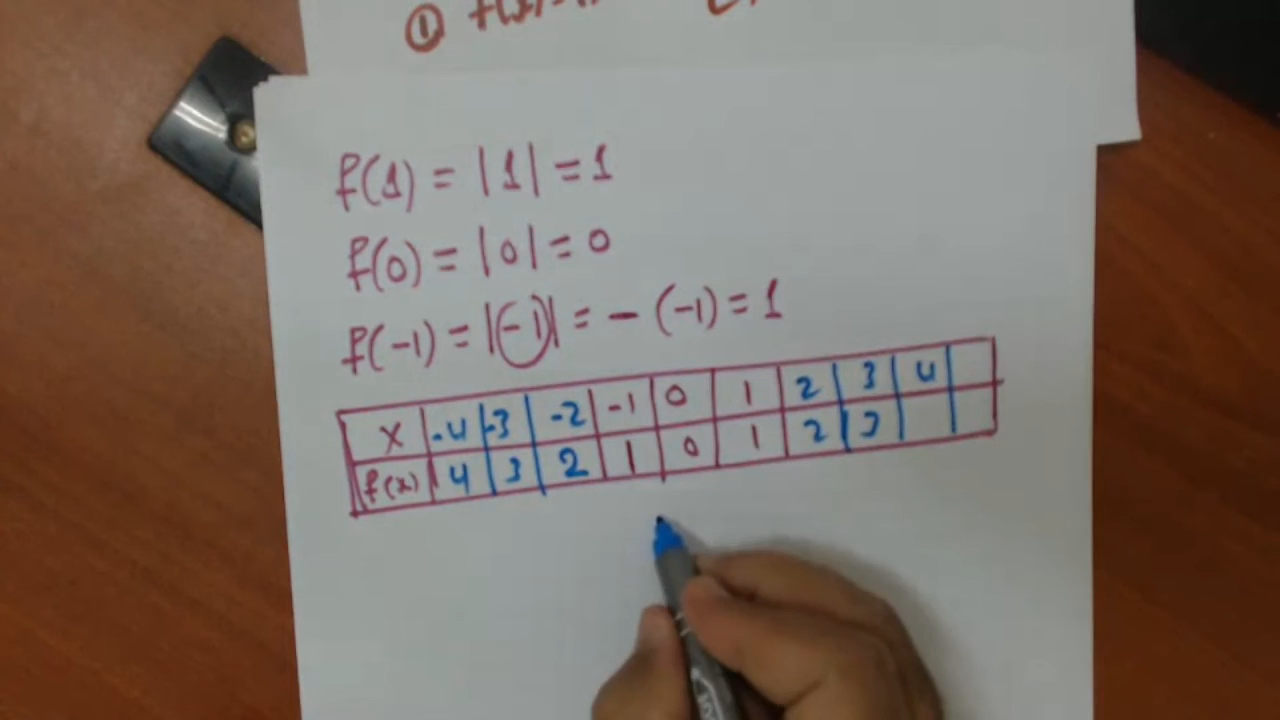 ①
f(1) = |1| = 1
f(0) = |0| = 0
f(-1) = |(-1)| = - (-1) = 1
x -4 -3 -2 -1 0 1 2 3 4
f(x) 4 3 2 1 0 1 2 3